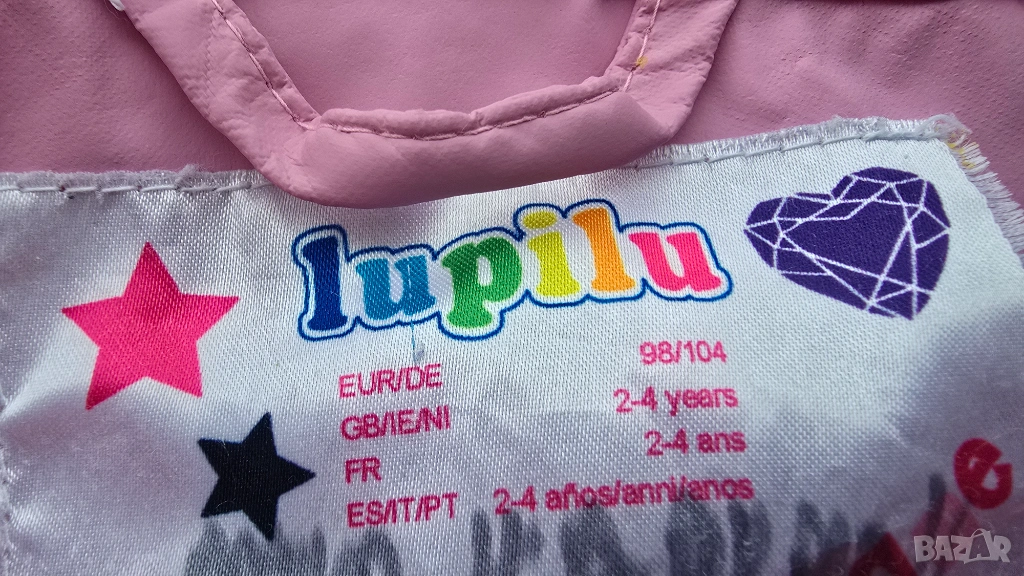 lupilu
EUR/DE 98/104
GB/IE/NI 2-4 years
FR 2-4 ans
ES/IT/PT 2-4 años/anni/anos
BAZAR